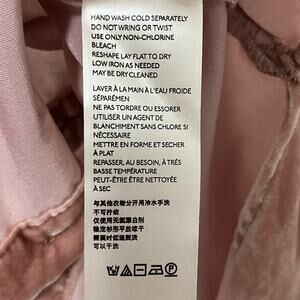 HAND WASH COLD SEPARATELY
DO NOT WRING OR TWIST
USE ONLY NON-CHLORINE
BLEACH
RESHAPE LAY FLAT TO DRY
LOW IRON AS NEEDED
MAY BE DRY CLEANED
LAVER À LA MAIN À L'EAU FROIDE
SÉPARÉMEN
NE PAS TORDRE OU ESSORER
UTILISER UN AGENT DE
BLANCHIMENT SANS CHLORE SI
NÉCESSAIRE
METTRE EN FORME ET SECHER
À PLAT
REPASSER, AU BESOIN, À TRÉS
BASSE TEMPÉRATURE
PEUT-ÊTRE ÊTRE NETTOYÉE
À SEC
与其他衣物分开用冷水手洗
不可拧绞
仅使用无氯漂白剂
稳定衫形平放晾干
需要时低温熨烫
可以干洗